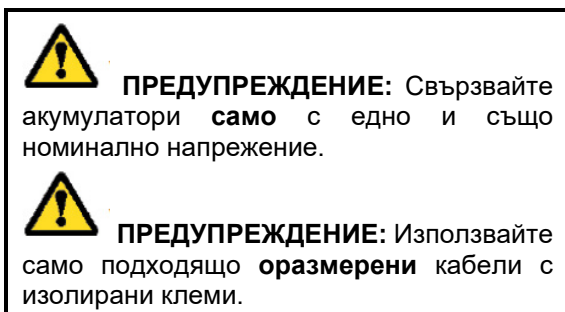 ПРЕДУПРЕЖДЕНИЕ: Свързвайте
акумулатори само с едно и също
номинално напрежение.
ПРЕДУПРЕЖДЕНИЕ: Използвайте
само подходящо оразмерени кабели с
изолирани клеми.